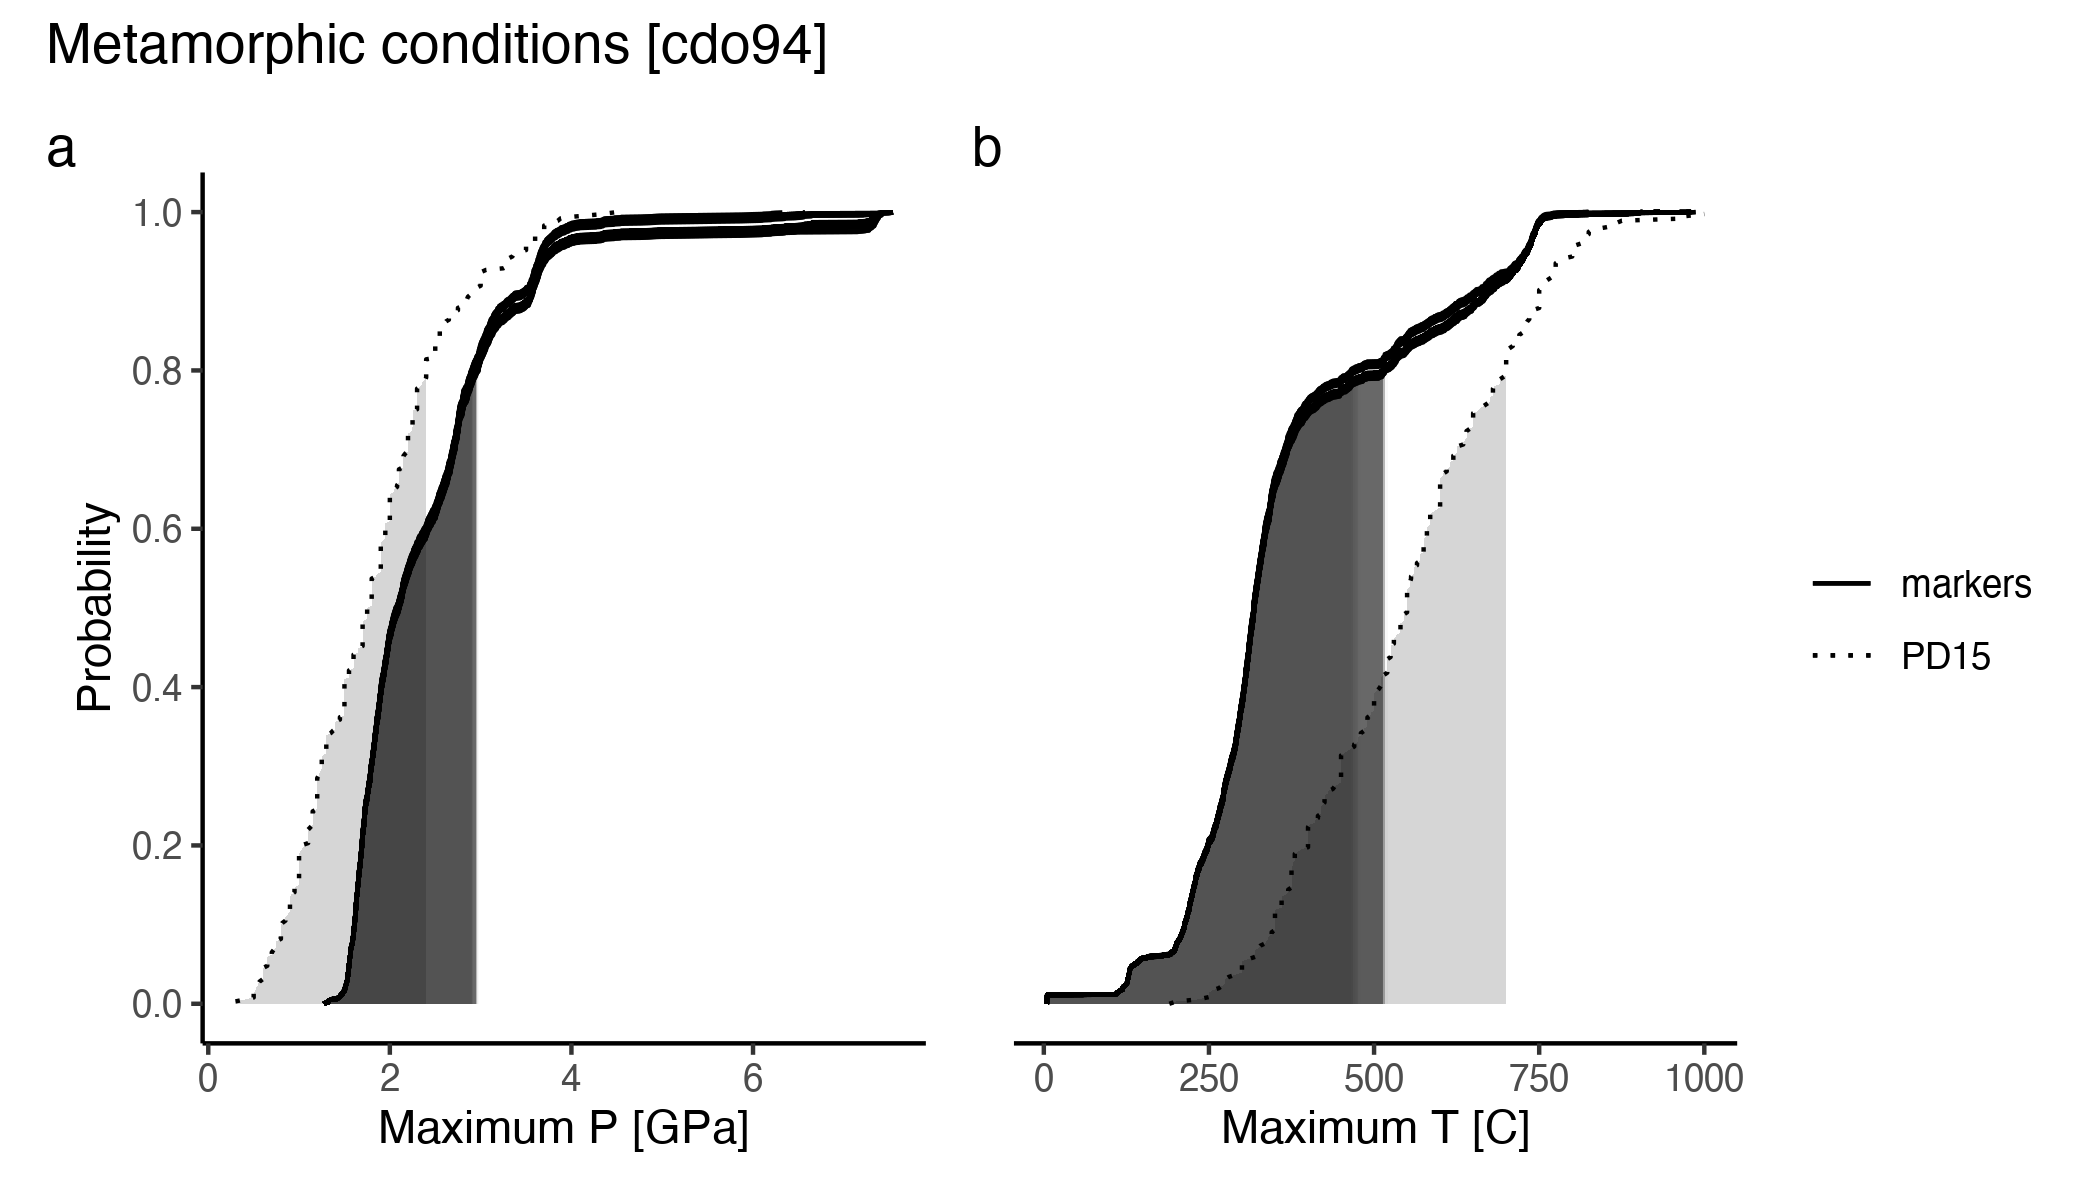 Metamorphic conditions [cdo94]
a
b
Probability
1.0
0.8
0.6
0.4
0.2
0.0
0 2 4 6
Maximum P [GPa]
0 250 500 750 1000
Maximum T [C]
markers
PD15